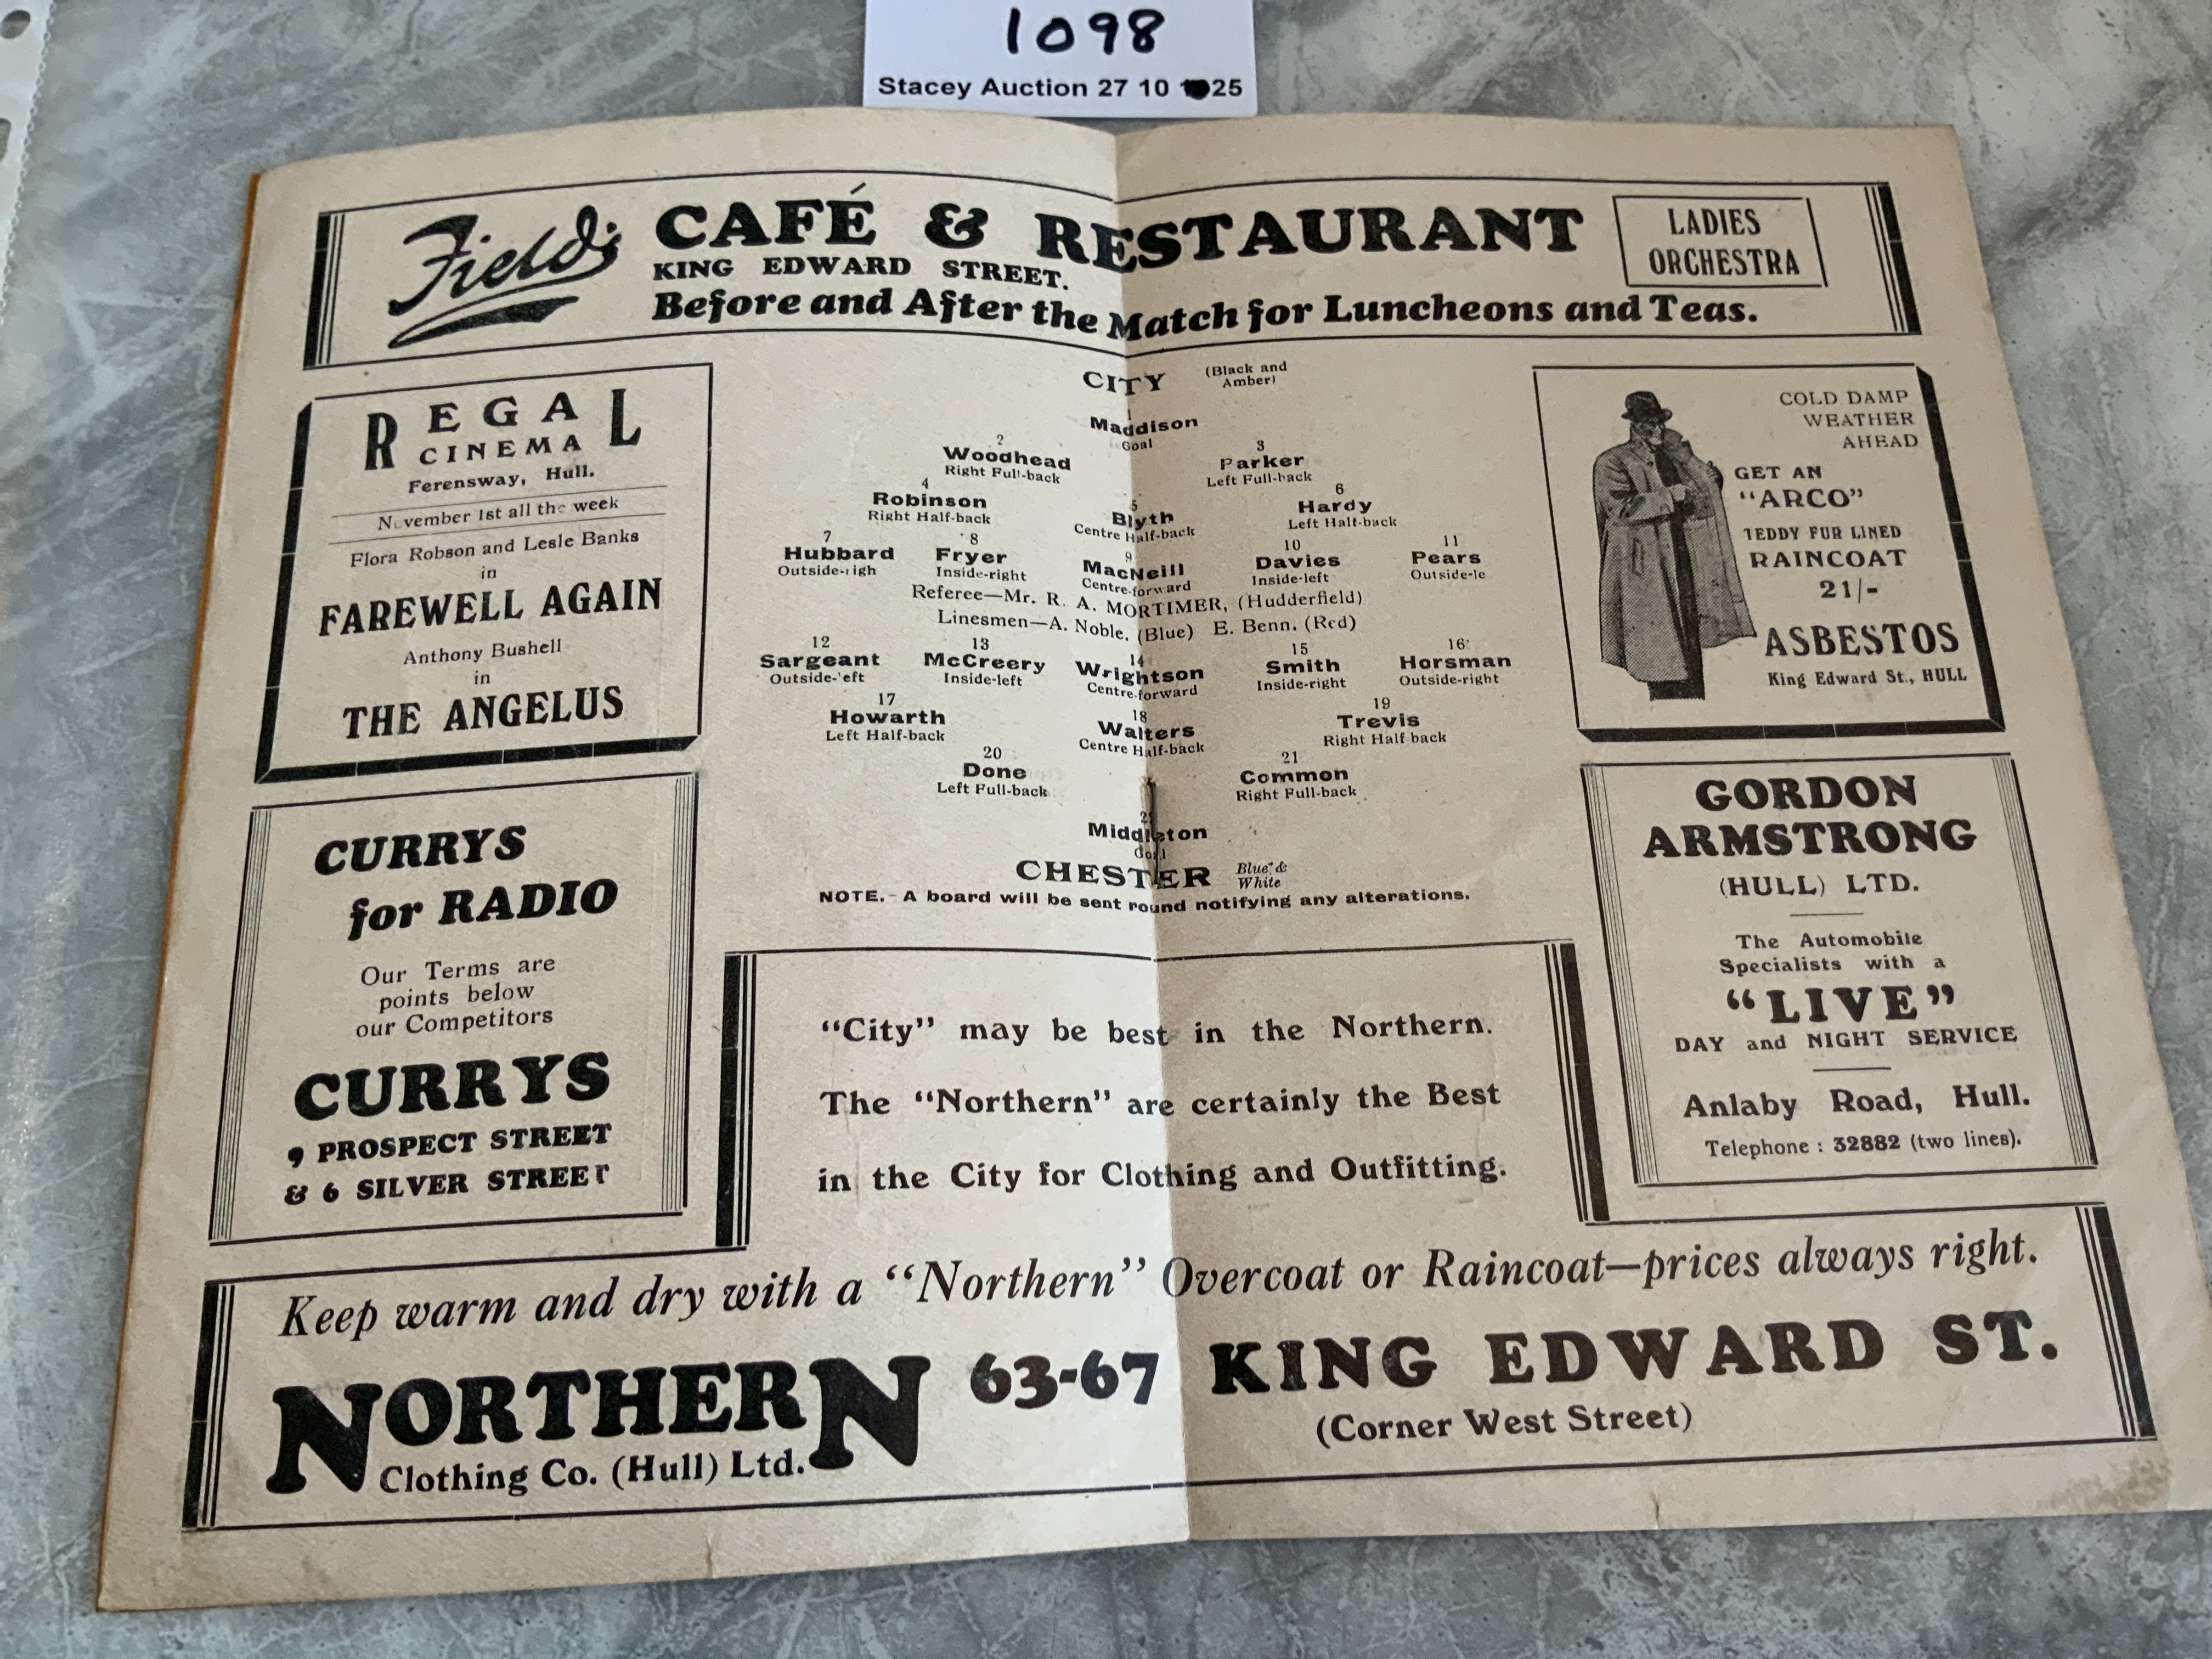 1098
Stacey Auction 27 10 25
Field's CAFÉ & RESTAURANT
KING EDWARD STREET.
LADIES
ORCHESTRA
Before and After the Match for Luncheons and Teas.
REGAL
CINEMA
Ferensway, Hull.
November 1st all the week
Flora Robson and Lesle Banks
in
FAREWELL AGAIN
Anthony Bushell
in
THE ANGELUS
CURRYS
for RADIO
Our Terms are
points below
our Competitors
CURRYS
9 PROSPECT STREET
& 6 SILVER STREET
CITY (Black and
Amber)
1
Maddison
Goal
2 3
Woodhead Parker
Right Full-back Left Full-back
4 5 6
Robinson Blyth Hardy
Right Half-back Centre Half-back Left Half-back
7 8 9 10 11
Hubbard Fryer MacNeill Davies Pears
Outside-righ Inside-right Centre-forward Inside-left Outside-le
Referee—Mr. R. A. MORTIMER, (Hudderfield)
Linesmen—A. Noble, (Blue) E. Benn. (Red)
12 13 14 15 16
Sargeant McCreery Wrightson Smith Horsman
Outside-left Inside-left Centre-forward Inside-right Outside-right
17 18 19
Howarth Walters Trevis
Left Half-back Centre Half-back Right Half back
20 21
Done Common
Left Full-back Right Full-back
22
Middleton
Goal
CHESTER Blue &
White
NOTE.- A board will be sent round notifying any alterations.
COLD DAMP
WEATHER
AHEAD
GET AN
"ARCO"
TEDDY FUR LINED
RAINCOAT
21/-
ASBESTOS
King Edward St., HULL
GORDON
ARMSTRONG
(HULL) LTD.
The Automobile
Specialists with a
"LIVE"
DAY and NIGHT SERVICE
Anlaby Road, Hull.
Telephone : 32882 (two lines).
"City" may be best in the Northern.
The "Northern" are certainly the Best
in the City for Clothing and Outfitting.
Keep warm and dry with a "Northern" Overcoat or Raincoat—prices always right.
NORTHERN 63-67 KING EDWARD ST.
Clothing Co. (Hull) Ltd. (Corner West Street)